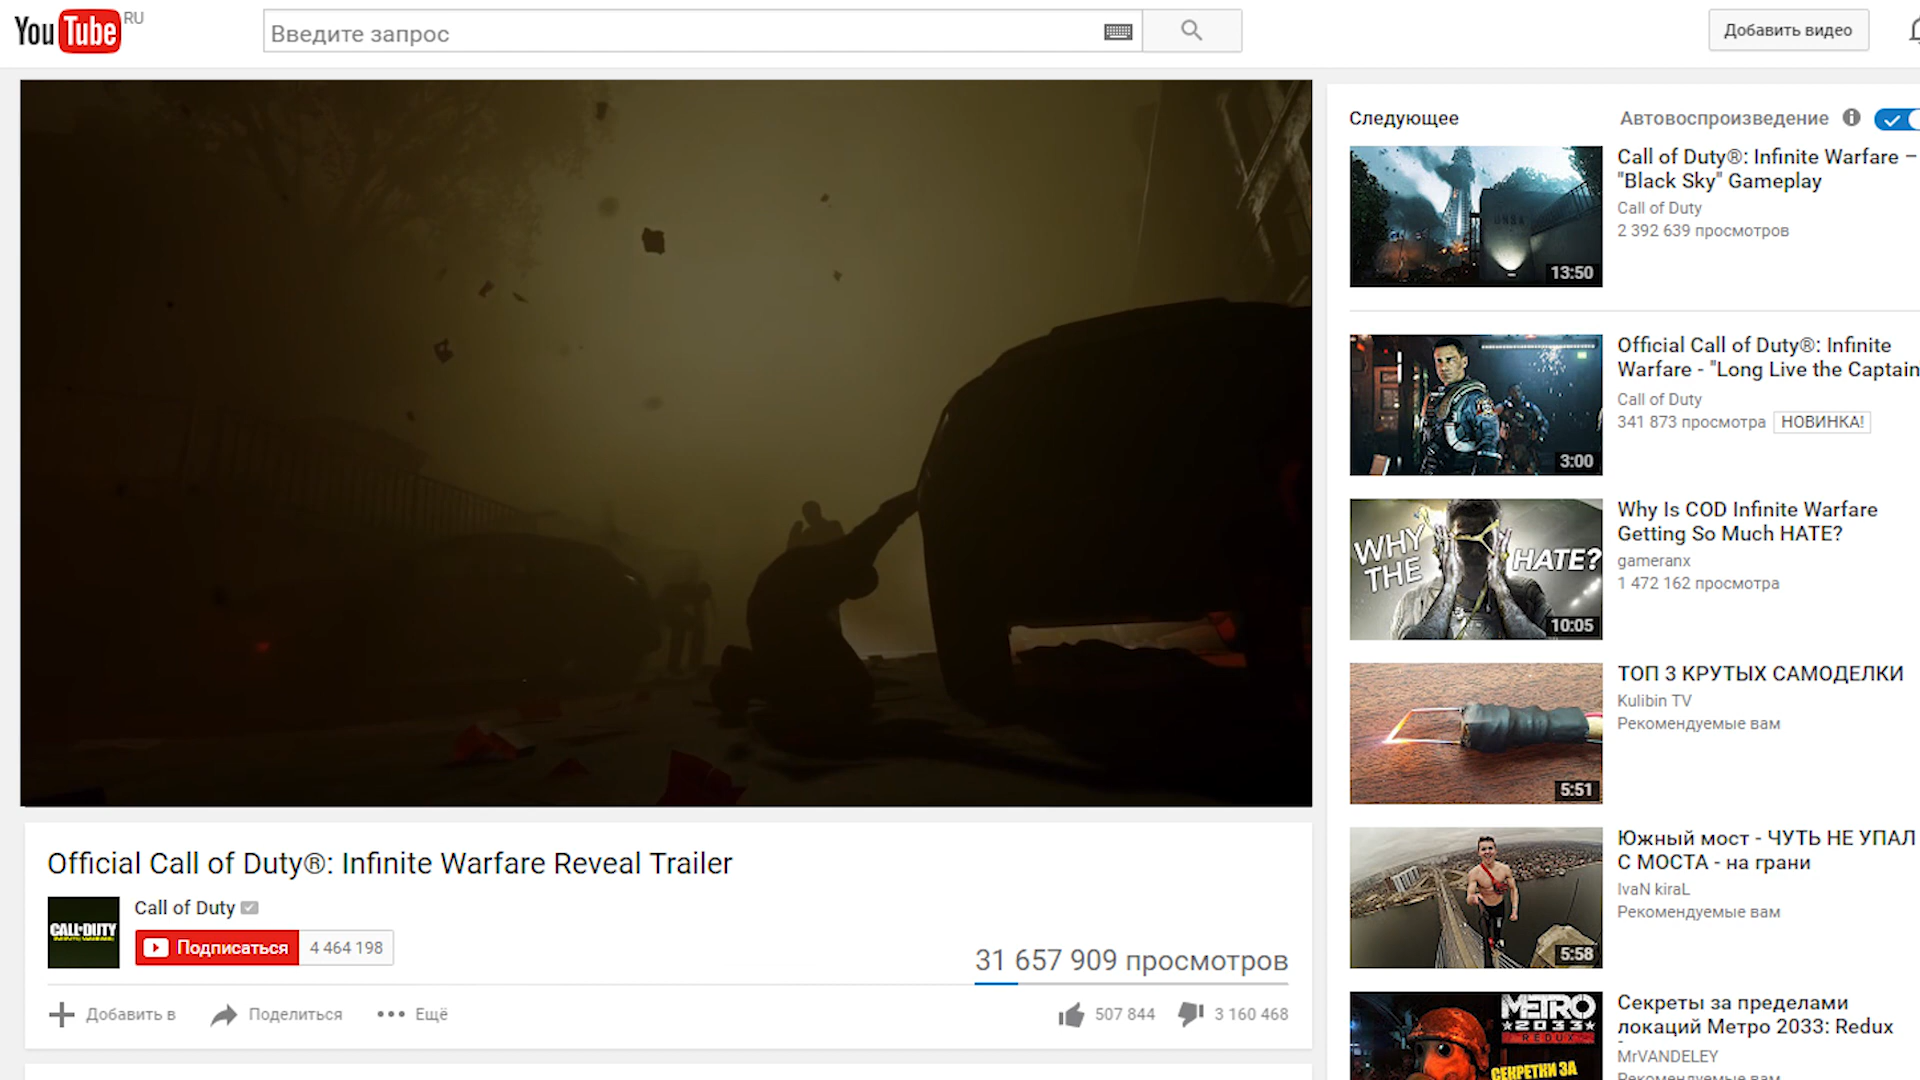 YouTube RU
Введите запрос
Добавить видео
Следующее
Автовоспроизведение
13:50
Call of Duty®: Infinite Warfare –
"Black Sky" Gameplay
Call of Duty
2 392 639 просмотров
3:00
Official Call of Duty®: Infinite
Warfare - "Long Live the Captain
Call of Duty
341 873 просмотра НОВИНКА!
WHY THE HATE?
10:05
Why Is COD Infinite Warfare
Getting So Much HATE?
gameranx
1 472 162 просмотра
5:51
ТОП 3 КРУТЫХ САМОДЕЛКИ
Kulibin TV
Рекомендуемые вам
5:58
Южный мост - ЧУТЬ НЕ УПАЛ
С МОСТА - на грани
IvaN kiraL
Рекомендуемые вам
METRO
2033
REDUX
СЕКРЕТКИ ЗА
Секреты за пределами
локаций Метро 2033: Redux
MrVANDELEY
Рекомендуемые вам
Official Call of Duty®: Infinite Warfare Reveal Trailer
CALL OF DUTY
Call of Duty
Подписаться 4 464 198
31 657 909 просмотров
Добавить в
Поделиться
Ещё
507 844
3 160 468